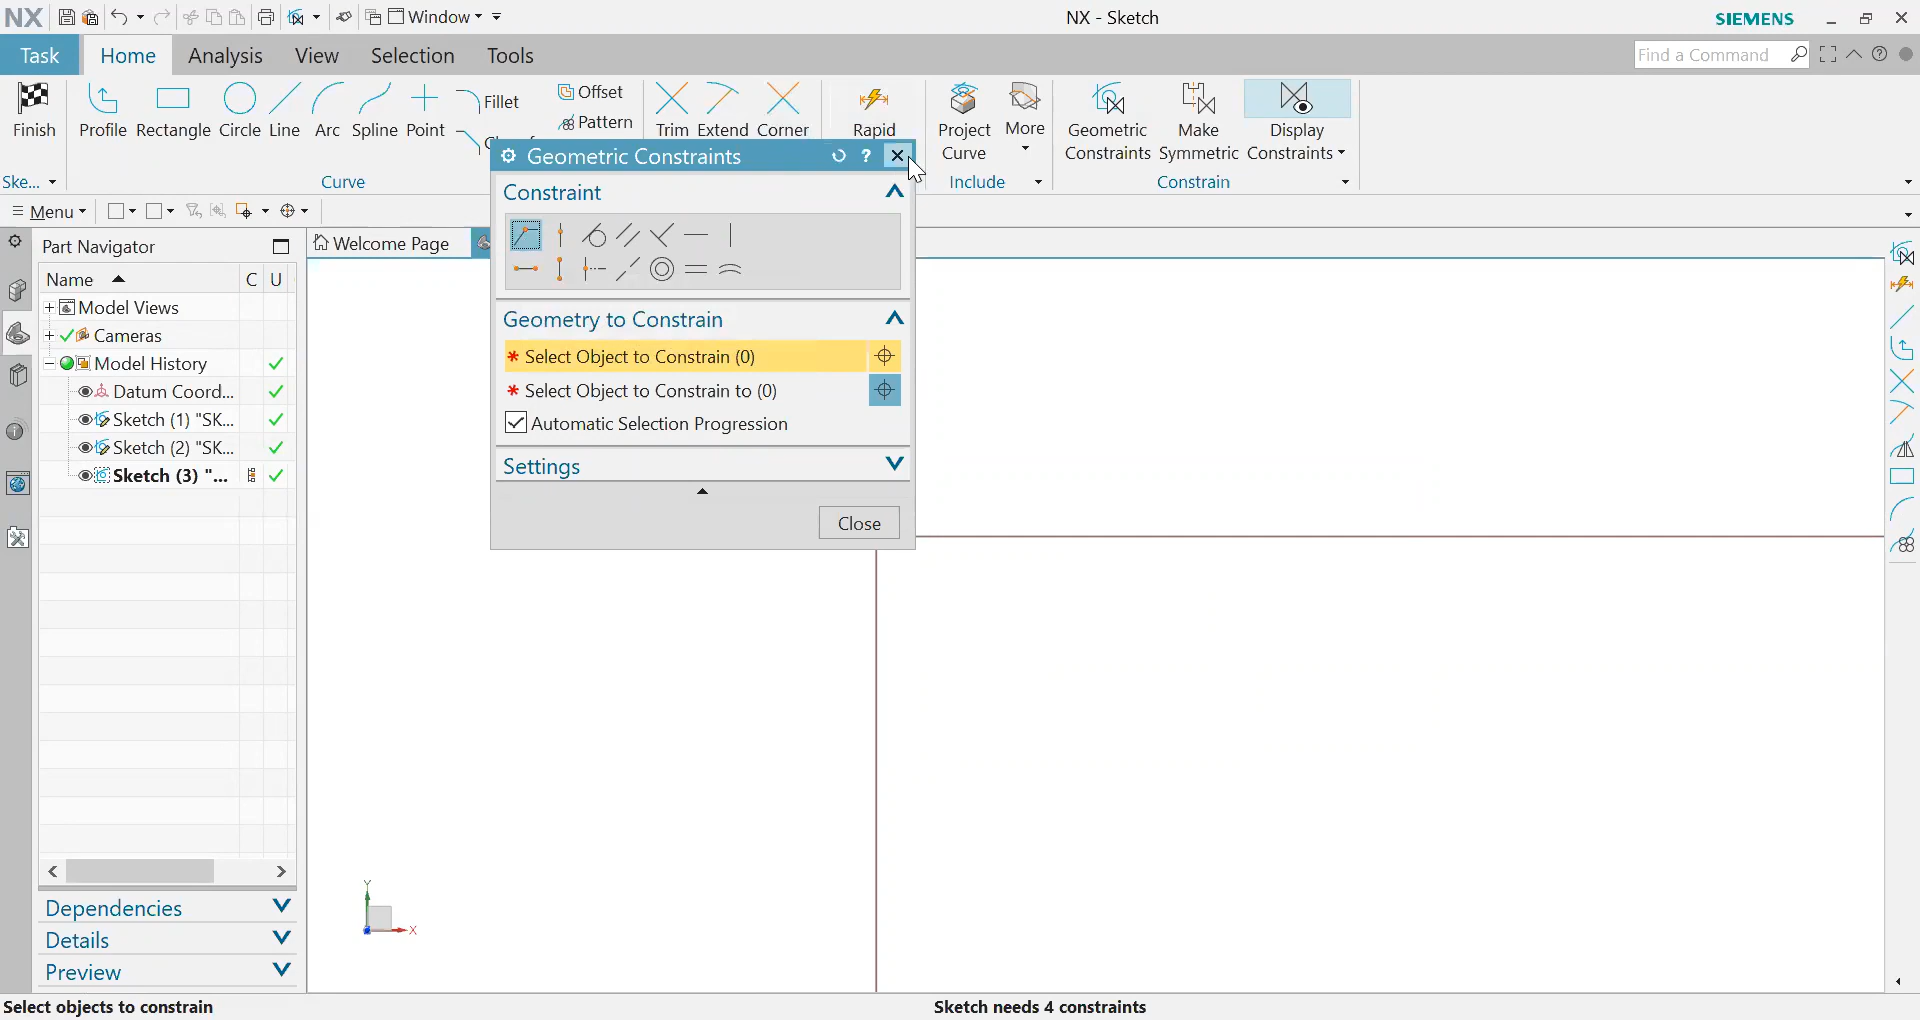 NX Window NX - Sketch SIEMENS
Task Home Analysis View Selection Tools Find a Command
Finish Profile Rectangle Circle Line Arc Spline Point Fillet Offset Pattern Trim Extend Corner Rapid Project Curve More Geometric Constraints Make Symmetric Display Constraints
Ske... Curve Include Constrain
Menu
Part Navigator
Welcome Page
Name C U
Model Views
Cameras
Model History
Datum Coord...
Sketch (1) "SK...
Sketch (2) "SK...
Sketch (3) "...
Dependencies
Details
Preview
Geometric Constraints
Constraint
Geometry to Constrain
* Select Object to Constrain (0)
* Select Object to Constrain to (0)
Automatic Selection Progression
Settings
Close
Y
X
Select objects to constrain Sketch needs 4 constraints